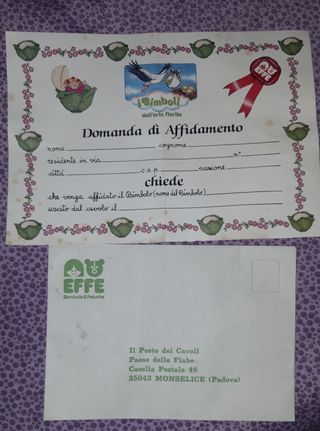 i Bimboli
dell'orto fiorito
EFFE
Domanda di Affidamento
nome cognome
residente in via n°
città c.a.p. nazione
chiede
che venga affidato il Bimbolo (nome del Bimbolo)
uscito dal cavolo il
EFFE
Bambole & Peluche
Il Posto dei Cavoli
Paese delle Fiabe
Casella Postale 46
35043 MONSELICE (Padova)